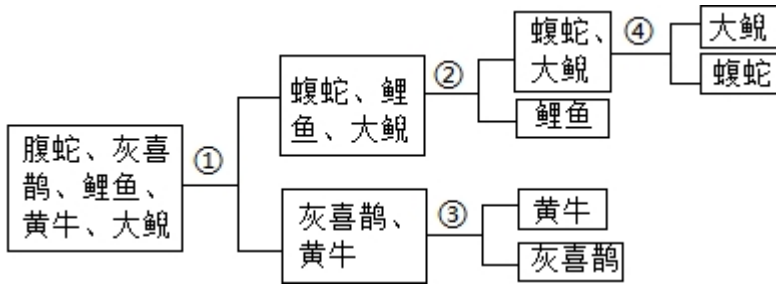 腹蛇、灰喜
鹊、鲤鱼、
黄牛、大鲵
①
蝮蛇、鲤
鱼、大鲵
②
蝮蛇、
大鲵
④
大鲵
蝮蛇
鲤鱼
灰喜鹊、
黄牛
③
黄牛
灰喜鹊